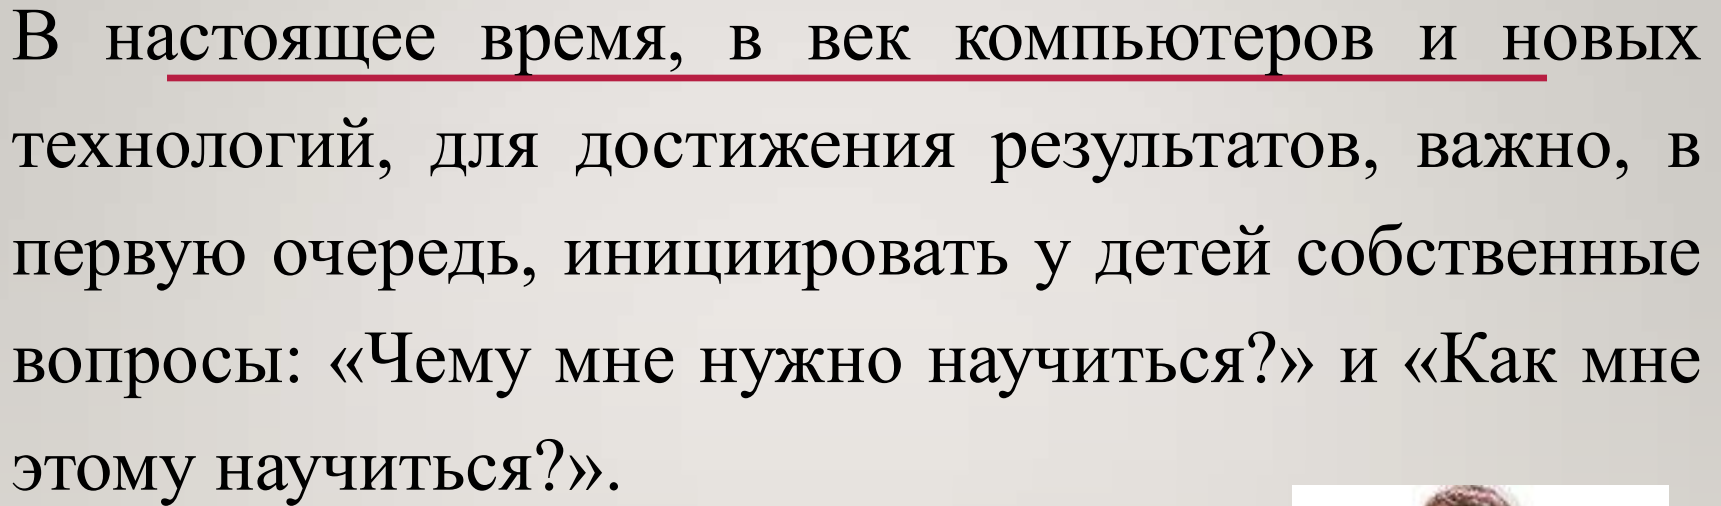 В настоящее время, в век компьютеров и новых
технологий, для достижения результатов, важно, в
первую очередь, инициировать у детей собственные
вопросы: «Чему мне нужно научиться?» и «Как мне
этому научиться?».